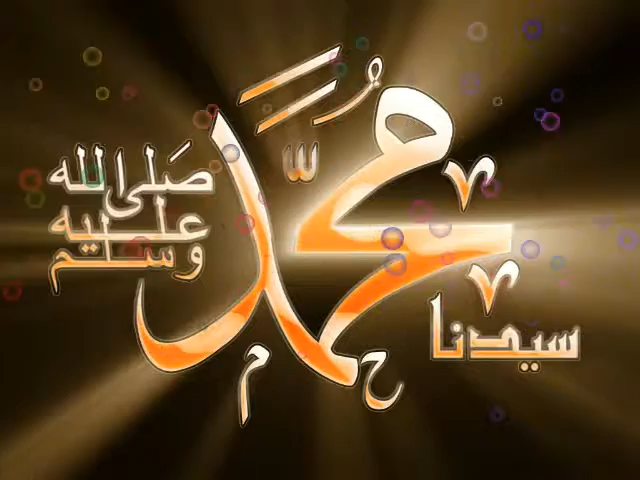 سيدنا
محمد
صلى الله
عليه
وسلم